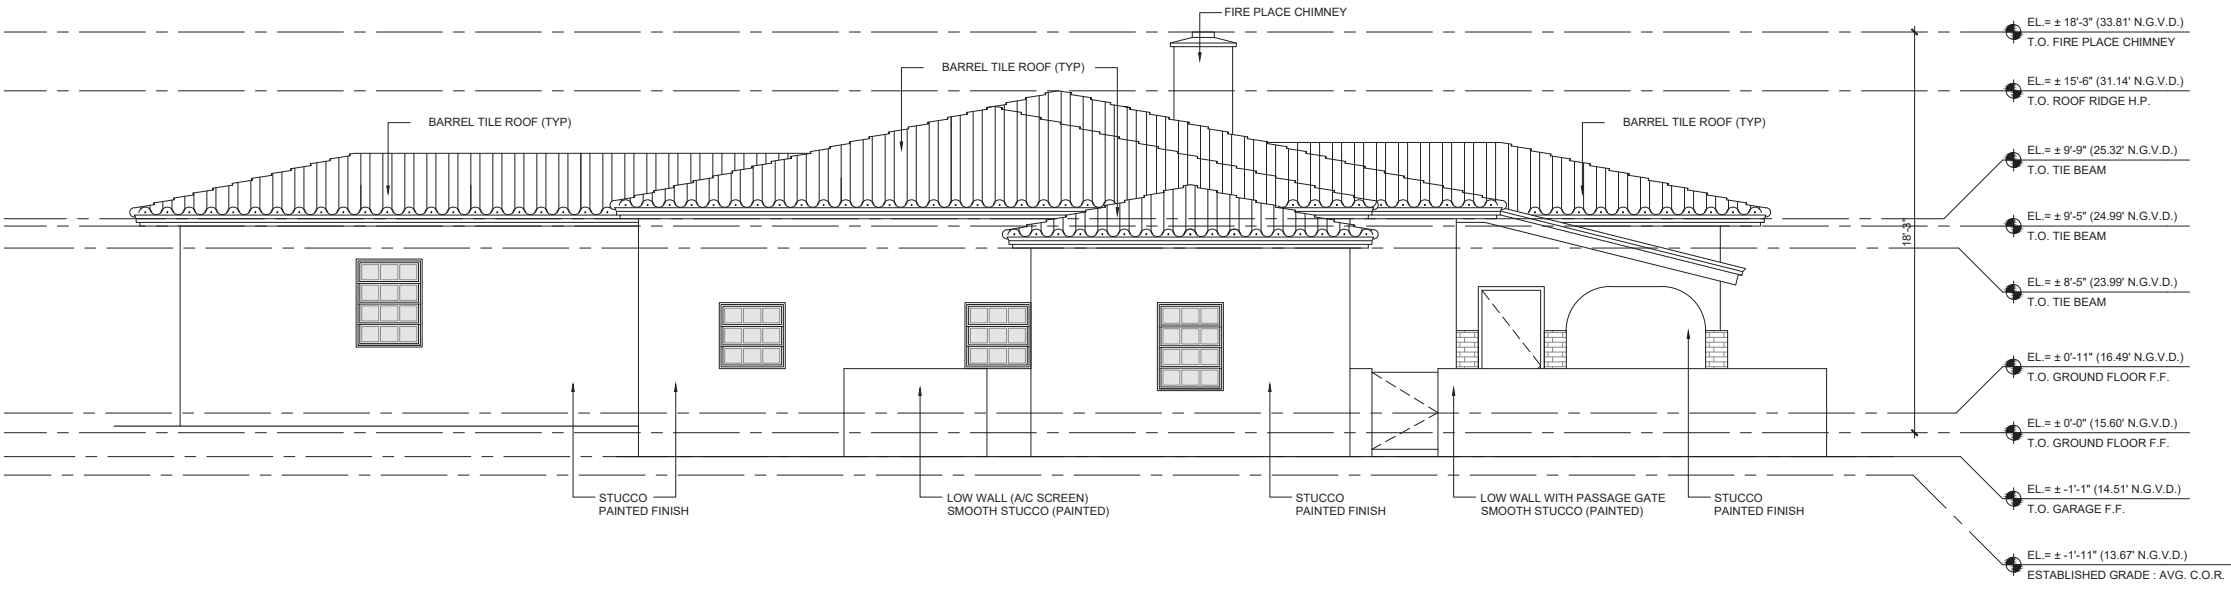 FIRE PLACE CHIMNEY
BARREL TILE ROOF (TYP)
BARREL TILE ROOF (TYP)
BARREL TILE ROOF (TYP)
18'-3"
EL.= ± 18'-3" (33.81' N.G.V.D.)
T.O. FIRE PLACE CHIMNEY
EL.= ± 15'-6" (31.14' N.G.V.D.)
T.O. ROOF RIDGE H.P.
EL.= ± 9'-9" (25.32' N.G.V.D.)
T.O. TIE BEAM
EL.= ± 9'-5" (24.99' N.G.V.D.)
T.O. TIE BEAM
EL.= ± 8'-5" (23.99' N.G.V.D.)
T.O. TIE BEAM
EL.= ± 0'-11" (16.49' N.G.V.D.)
T.O. GROUND FLOOR F.F.
EL.= ± 0'-0" (15.60' N.G.V.D.)
T.O. GROUND FLOOR F.F.
EL.= ± -1'-1" (14.51' N.G.V.D.)
T.O. GARAGE F.F.
EL.= ± -1'-11" (13.67' N.G.V.D.)
ESTABLISHED GRADE : AVG. C.O.R.
STUCCO
PAINTED FINISH
LOW WALL (A/C SCREEN)
SMOOTH STUCCO (PAINTED)
STUCCO
PAINTED FINISH
LOW WALL WITH PASSAGE GATE
SMOOTH STUCCO (PAINTED)
STUCCO
PAINTED FINISH